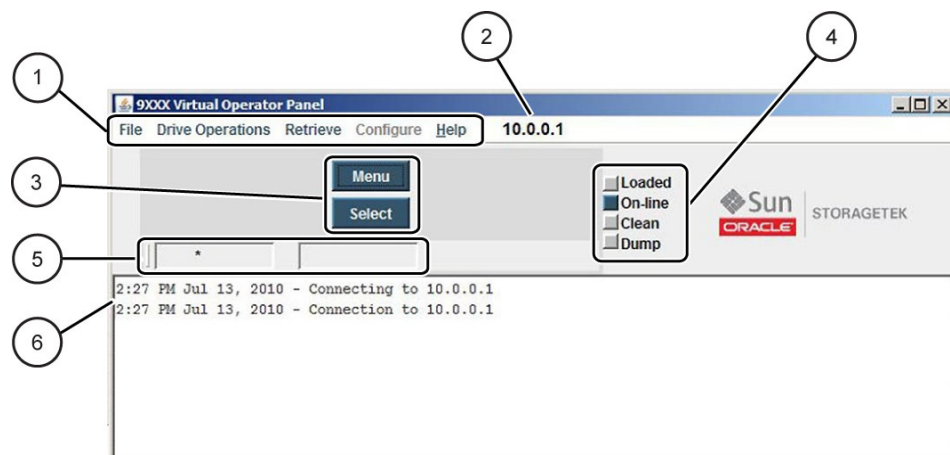 2
4
1
9XXX Virtual Operator Panel
File Drive Operations Retrieve Configure Help 10.0.0.1
3
Menu
Select
Loaded
On-line
Clean
Dump
Sun
ORACLE
STORAGETEK
5
*
2:27 PM Jul 13, 2010 - Connecting to 10.0.0.1
2:27 PM Jul 13, 2010 - Connection to 10.0.0.1
6